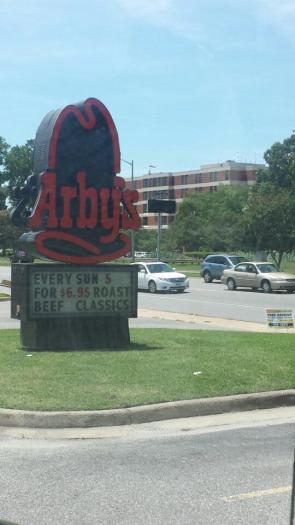 Arby's
EVERY SUN 5
FOR $6.95 ROAST
BEEF CLASSICS